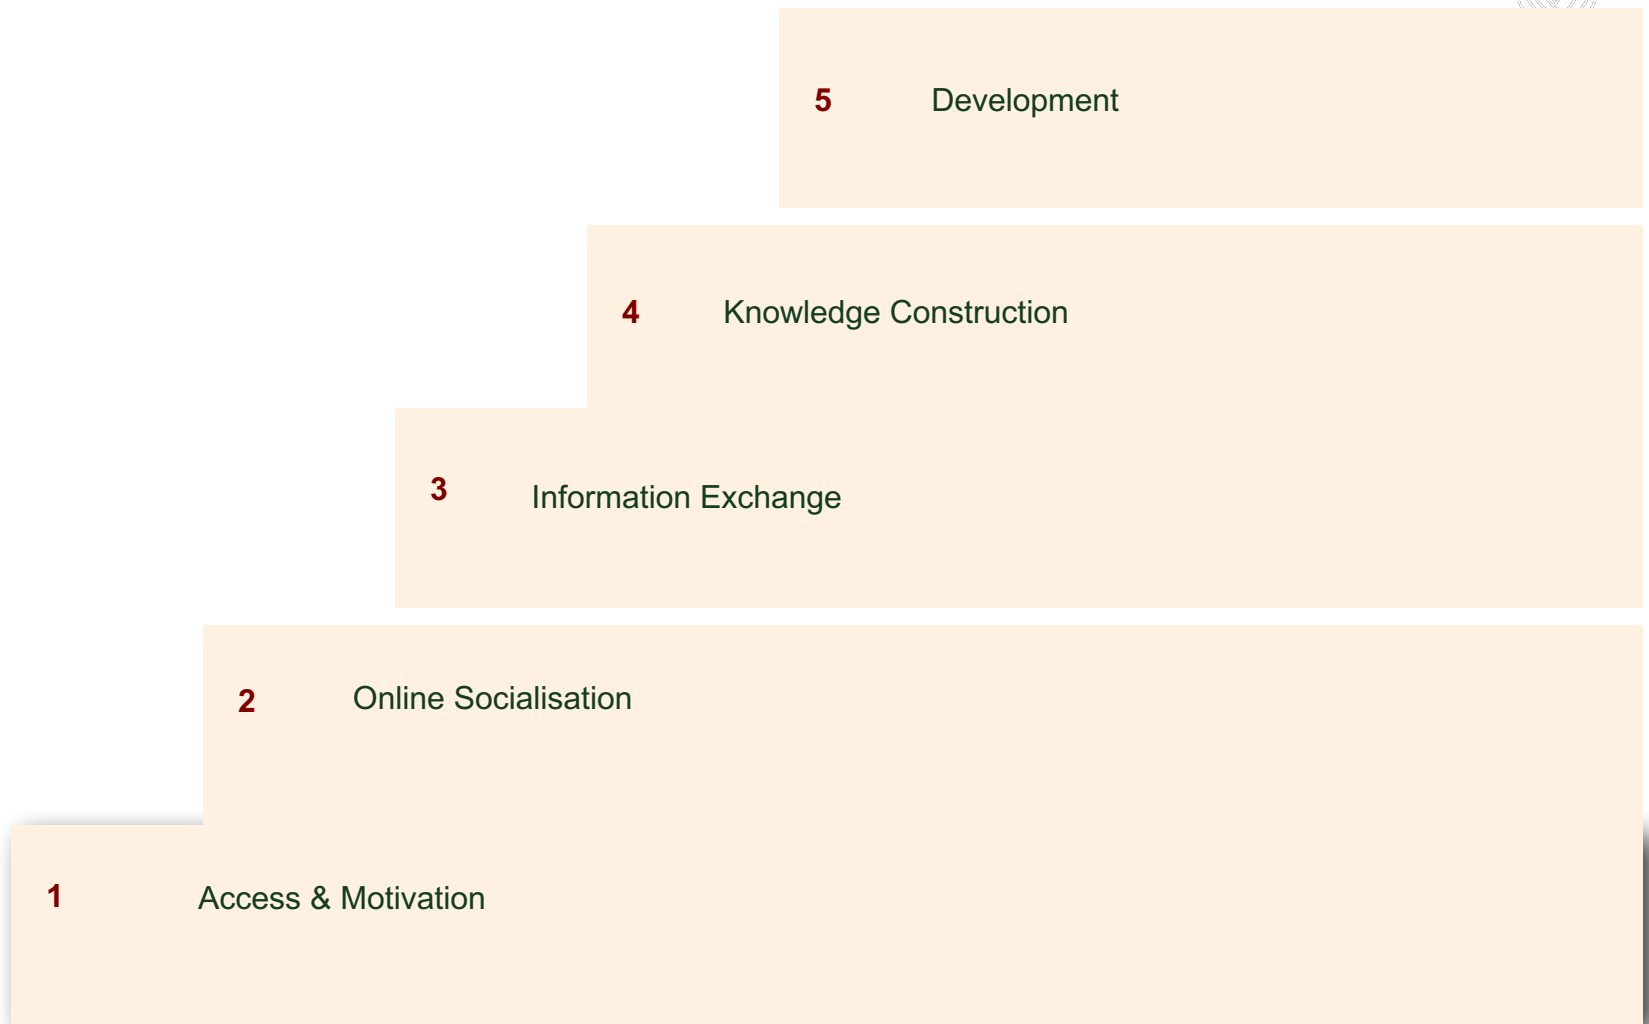 5 Development
4 Knowledge Construction
3 Information Exchange
2 Online Socialisation
1 Access & Motivation